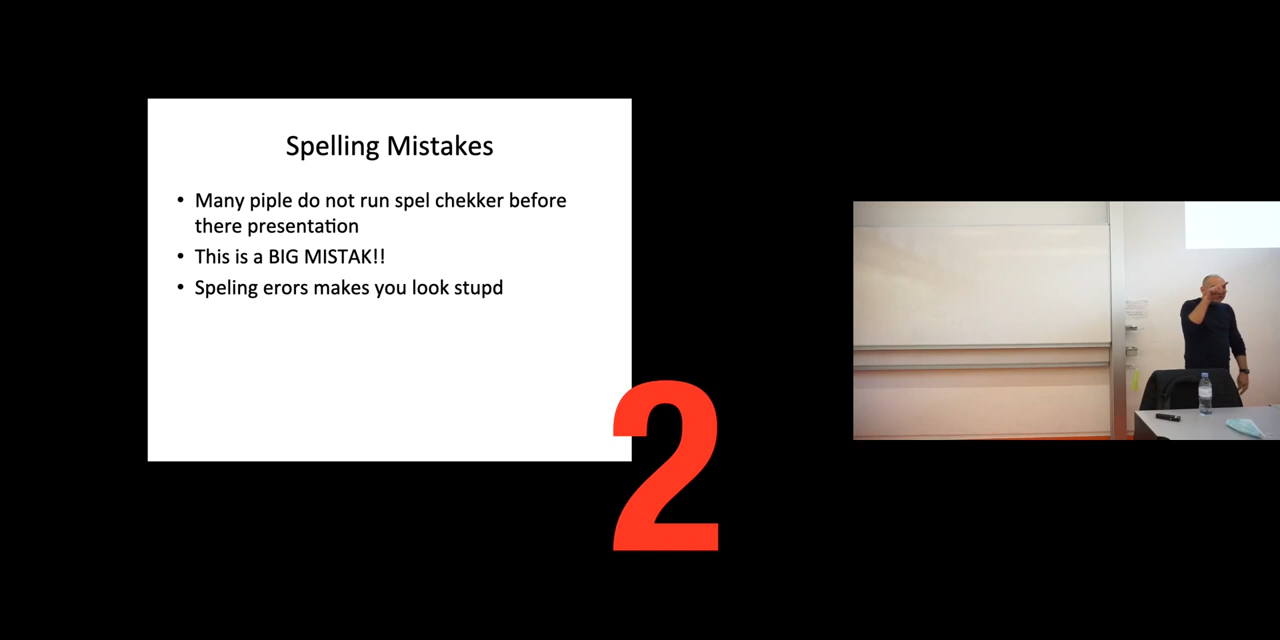 Spelling Mistakes
• Many piple do not run spel chekker before
there presentation
• This is a BIG MISTAK!!
• Speling erors makes you look stupd
2